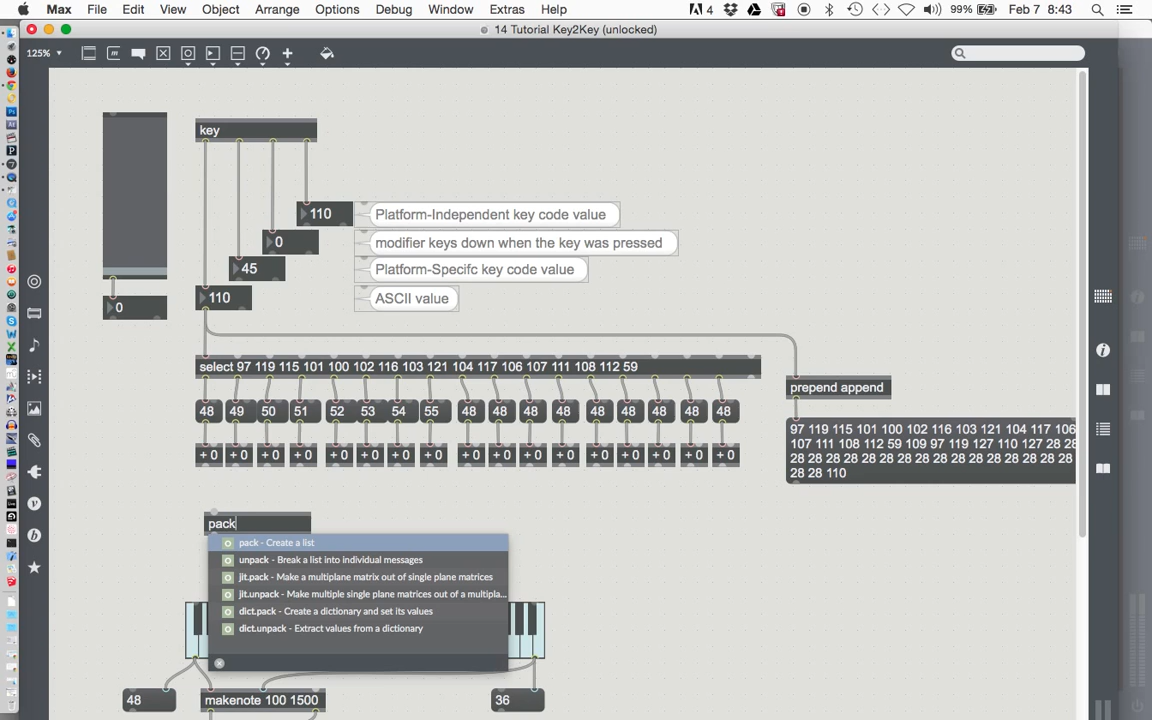 Max File Edit View Object Arrange Options Debug Window Extras Help 4 99% Feb 7 8:43
14 Tutorial Key2Key (unlocked)
125%
key
110 Platform-Independent key code value
0 modifier keys down when the key was pressed
45 Platform-Specifc key code value
110 ASCII value
0
select 97 119 115 101 100 102 116 103 121 104 117 106 107 111 108 112 59
prepend append
48 49 50 51 52 53 54 55 48 48 48 48 48 48 48 48 48
97 119 115 101 100 102 116 103 121 104 117 106
107 111 108 112 59 109 97 119 127 110 127 28 28
28 28 28 28 28 28 28 28 28 28 28 28 28 28 28
28 28 110
+ 0 + 0 + 0 + 0 + 0 + 0 + 0 + 0 + 0 + 0 + 0 + 0 + 0 + 0 + 0 + 0 + 0
pack
pack - Create a list
unpack - Break a list into individual messages
jit.pack - Make a multiplane matrix out of single plane matrices
jit.unpack - Make multiple single plane matrices out of a multipla...
dict.pack - Create a dictionary and set its values
dict.unpack - Extract values from a dictionary
48 makenote 100 1500 36